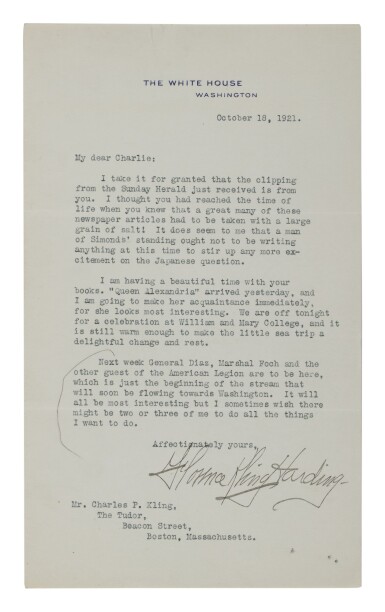 THE WHITE HOUSE
WASHINGTON
October 18, 1921.
My dear Charlie;
I take it for granted that the clipping
from the Sunday Herald just received is from
you. I thought you had reached the time of
life when you knew that a great many of these
newspaper articles had to be taken with a large
grain of salt! It does seem to me that a man
of Simonds' standing ought not to be writing
anything at this time to stir up any more ex-
citement on the Japanese question.
I am having a beautiful time with your
books. "Queen Alexandria" arrived yesterday, and
I am going to make her acquaintance immediately,
for she looks most interesting. We are off tonight
for a celebration at William and Mary College, and it
is still warm enough to make the little sea trip a
delightful change and rest.
Next week General Diaz, Marshal Foch and the
other guest of the American Legion are to be here,
which is just the beginning of the stream that
will soon be flowing towards Washington. It will
all be most interesting but I sometimes wish there
might be two or three of me to do all the things
I want to do.
Affectionately yours,
Florence Kling Harding
Mr. Charles P. Kling,
The Tudor,
Beacon Street,
Boston, Massachusetts.